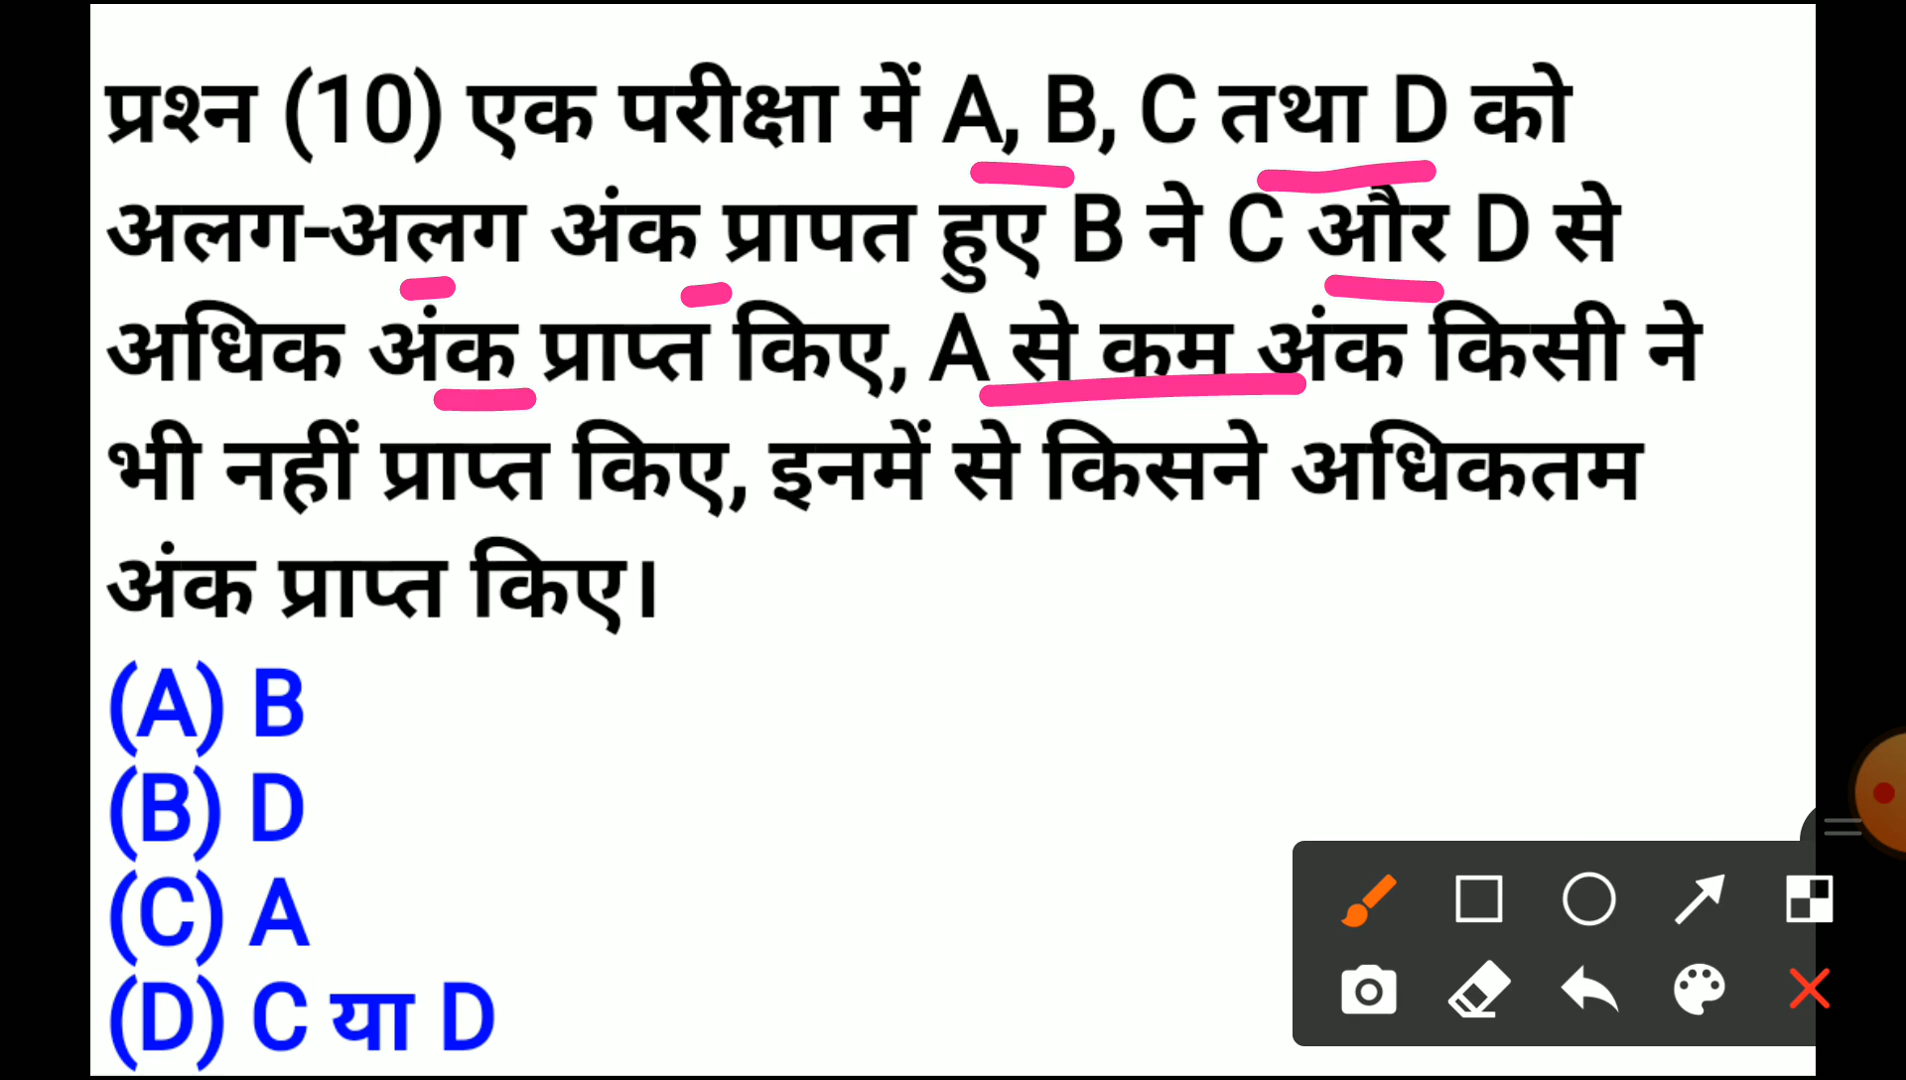 प्रश्न (10) एक परीक्षा में A, B, C तथा D को
अलग-अलग अंक प्रापत हुए B ने C और D से
अधिक अंक प्राप्त किए, A से कम अंक किसी ने
भी नहीं प्राप्त किए, इनमें से किसने अधिकतम
अंक प्राप्त किए।
(A) B
(B) D
(C) A
(D) C या D